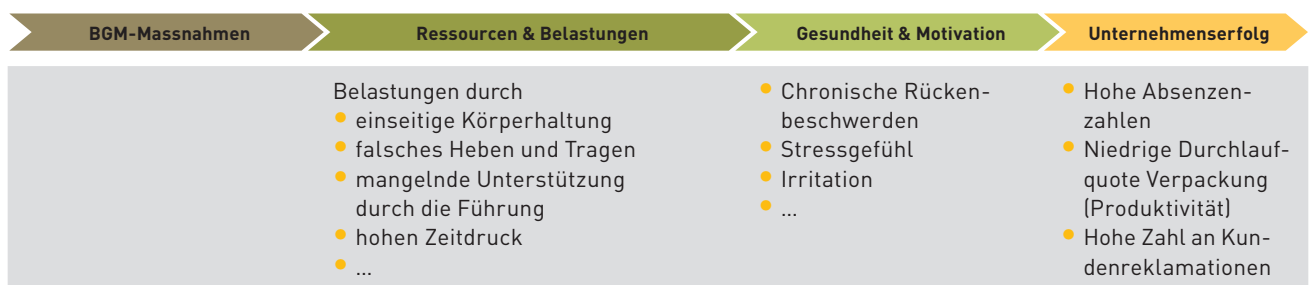 BGM-Massnahmen
Ressourcen & Belastungen
Gesundheit & Motivation
Unternehmenserfolg
Belastungen durch
• einseitige Körperhaltung
• falsches Heben und Tragen
• mangelnde Unterstützung
durch die Führung
• hohen Zeitdruck
• ...
• Chronische Rücken-
beschwerden
• Stressgefühl
• Irritation
• ...
• Hohe Absenzen-
zahlen
• Niedrige Durchlauf-
quote Verpackung
(Produktivität)
• Hohe Zahl an Kun-
denreklamationen